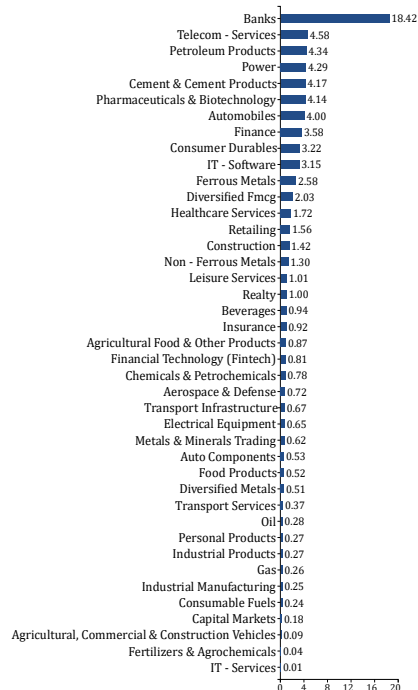 Banks 18.42
Telecom - Services 4.58
Petroleum Products 4.34
Power 4.29
Cement & Cement Products 4.17
Pharmaceuticals & Biotechnology 4.14
Automobiles 4.00
Finance 3.58
Consumer Durables 3.22
IT - Software 3.15
Ferrous Metals 2.58
Diversified Fmcg 2.03
Healthcare Services 1.72
Retailing 1.56
Construction 1.42
Non - Ferrous Metals 1.30
Leisure Services 1.01
Realty 1.00
Beverages 0.94
Insurance 0.92
Agricultural Food & Other Products 0.87
Financial Technology (Fintech) 0.81
Chemicals & Petrochemicals 0.78
Aerospace & Defense 0.72
Transport Infrastructure 0.67
Electrical Equipment 0.65
Metals & Minerals Trading 0.62
Auto Components 0.53
Food Products 0.52
Diversified Metals 0.51
Transport Services 0.37
Oil 0.28
Personal Products 0.27
Industrial Products 0.27
Gas 0.26
Industrial Manufacturing 0.25
Consumable Fuels 0.24
Capital Markets 0.18
Agricultural, Commercial & Construction Vehicles 0.09
Fertilizers & Agrochemicals 0.04
IT - Services 0.01
0 4 8 12 16 20